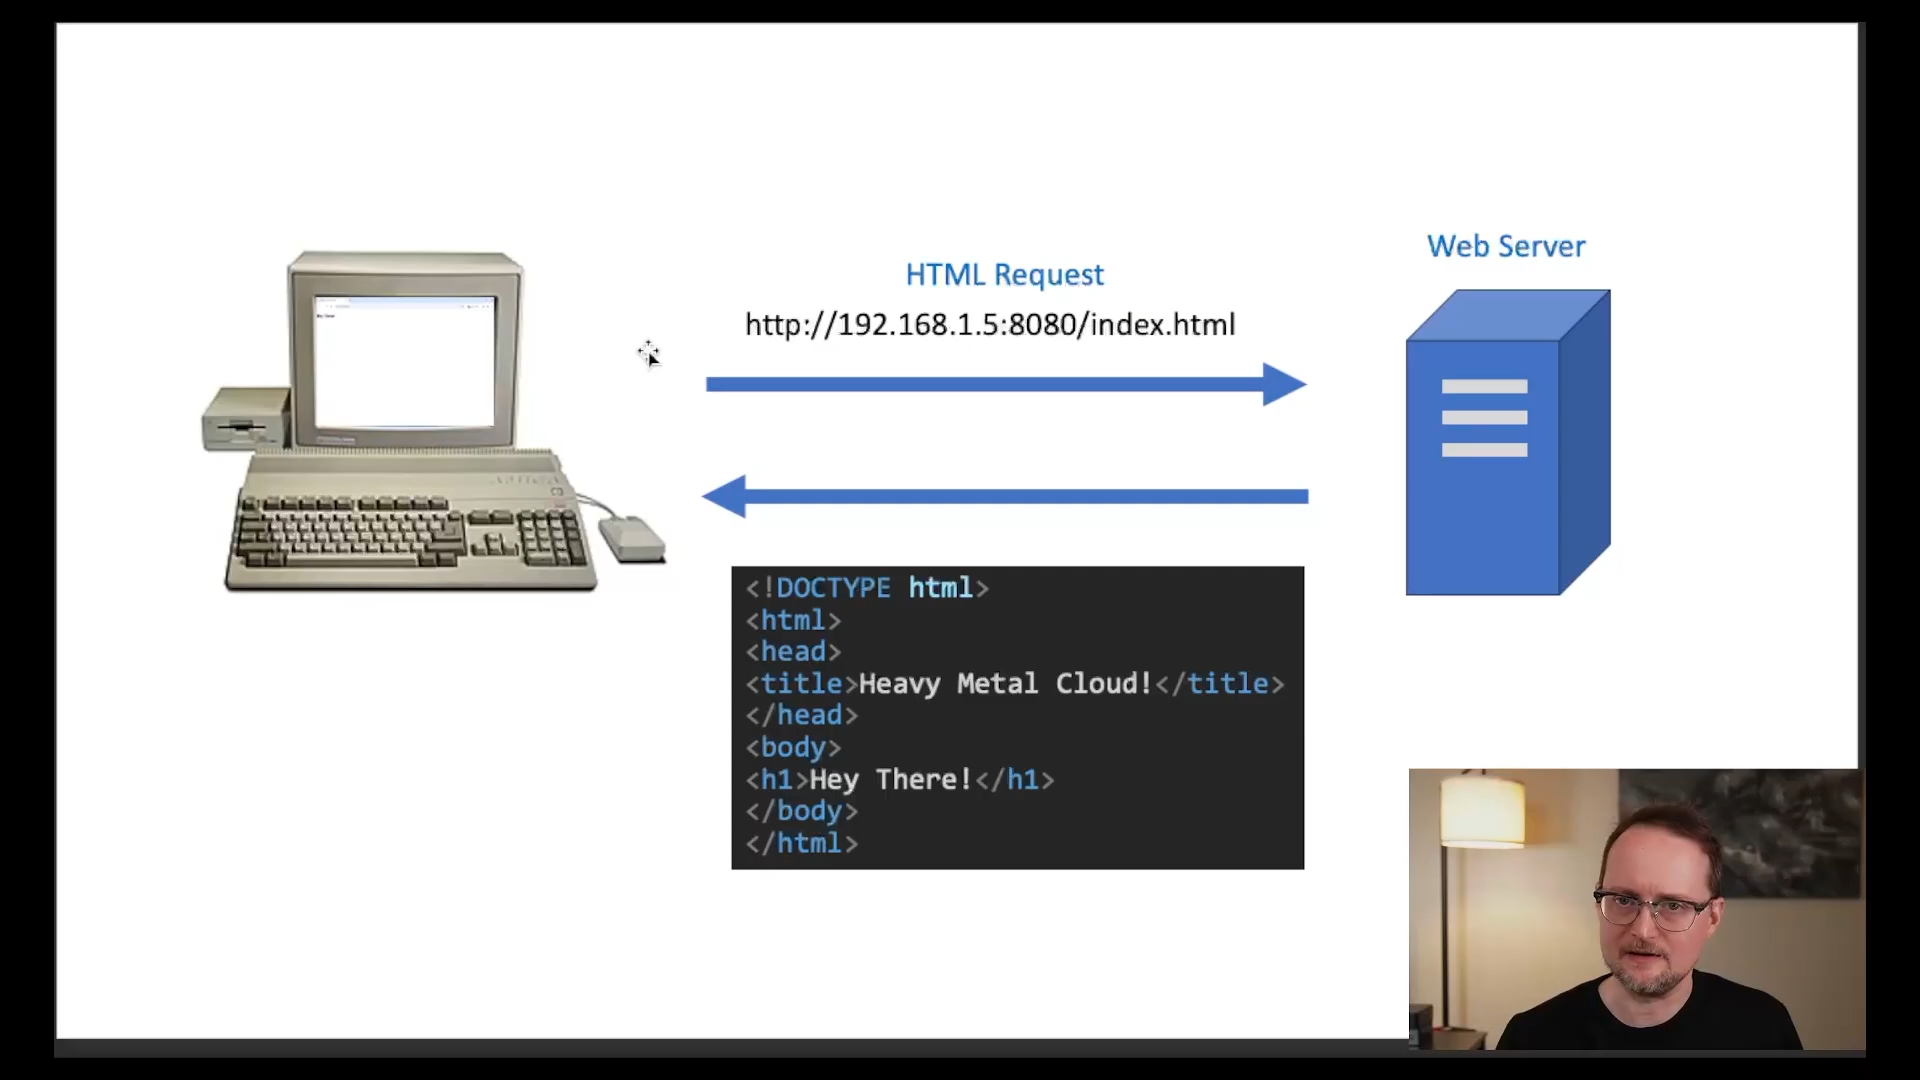 Web Server
HTML Request
http://192.168.1.5:8080/index.html
<!DOCTYPE html>
<html>
<head>
<title>Heavy Metal Cloud!</title>
</head>
<body>
<h1>Hey There!</h1>
</body>
</html>